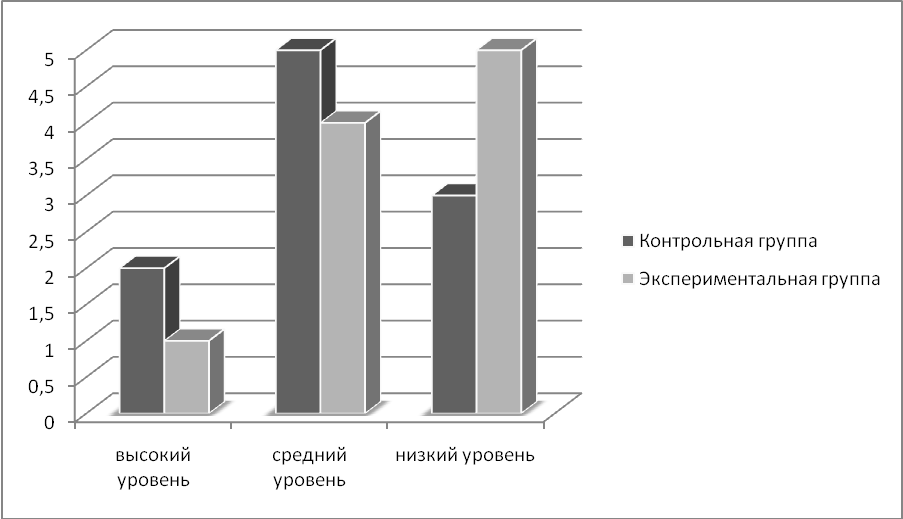 5
4,5
4
3,5
3
2,5
2
1,5
1
0,5
0
высокий
уровень
средний
уровень
низкий уровень
Контрольная группа
Экспериментальная группа